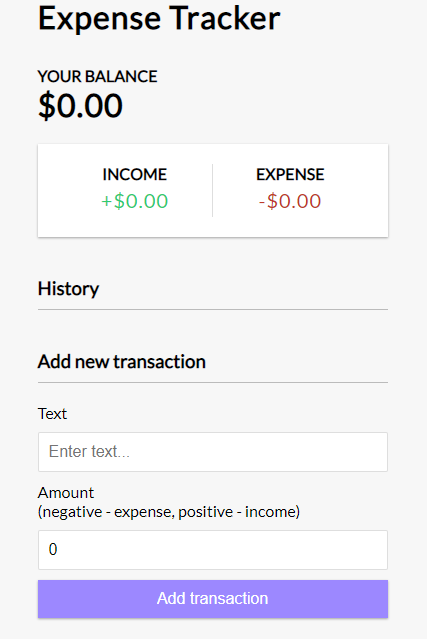 Expense Tracker
YOUR BALANCE
$0.00
INCOME EXPENSE
+$0.00 -$0.00
History
Add new transaction
Text
Enter text...
Amount
(negative - expense, positive - income)
0
Add transaction